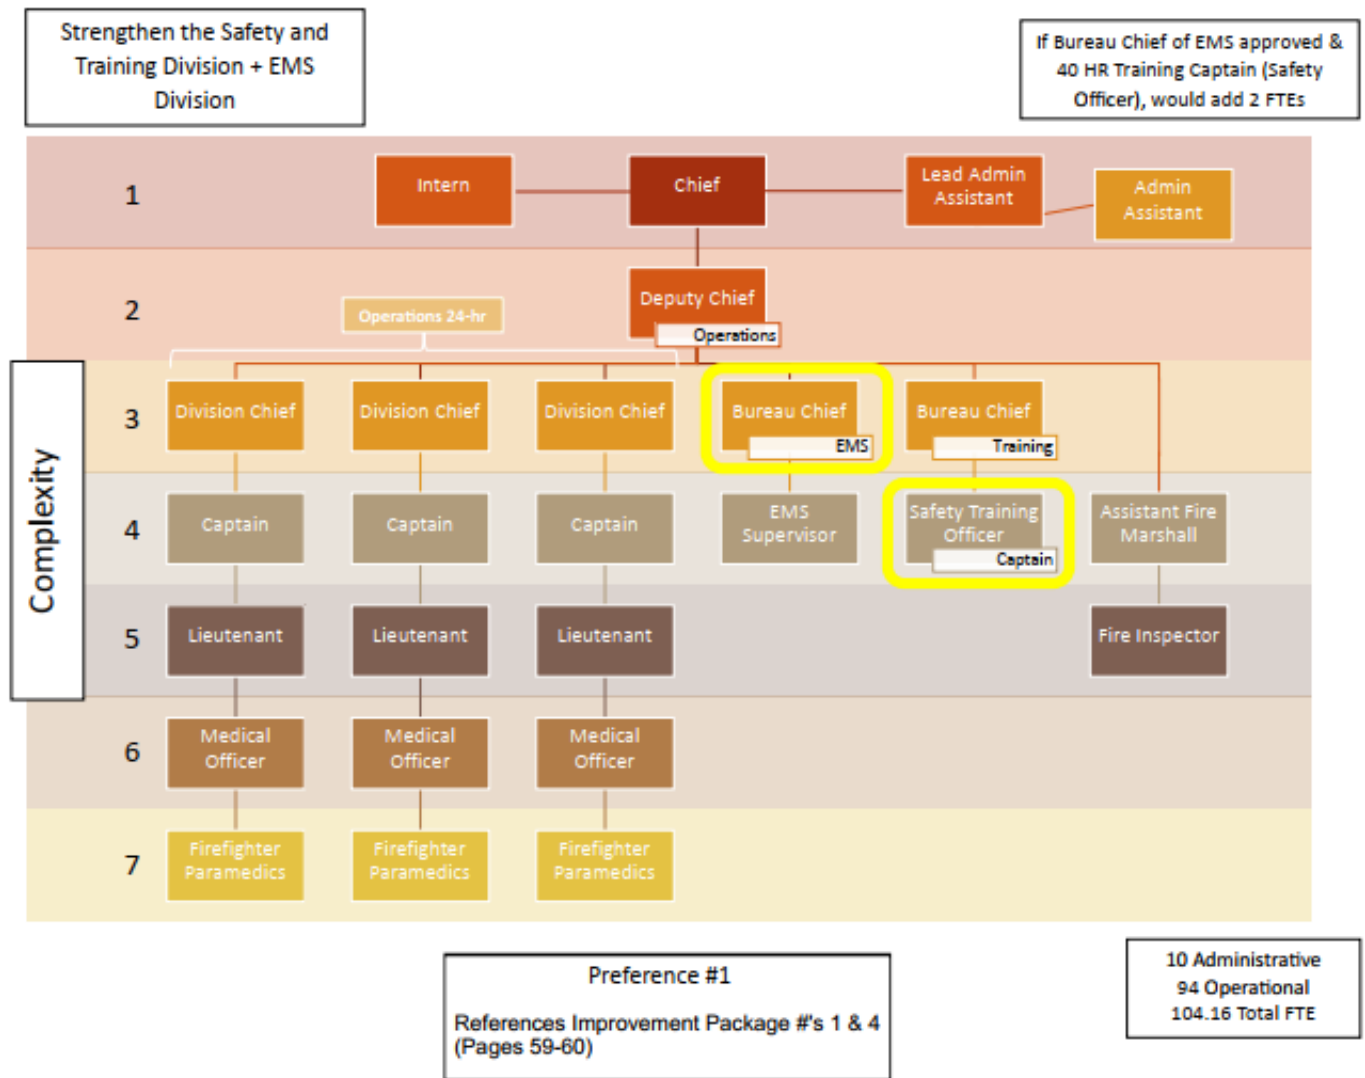 Strengthen the Safety and
Training Division + EMS
Division
If Bureau Chief of EMS approved &
40 HR Training Captain (Safety
Officer), would add 2 FTEs
1
Intern
Chief
Lead Admin
Assistant
Admin
Assistant
2
Operations 24-hr
Deputy Chief
Operations
Complexity
3
Division Chief
Division Chief
Division Chief
Bureau Chief
EMS
Bureau Chief
Training
4
Captain
Captain
Captain
EMS
Supervisor
Safety Training
Officer
Captain
Assistant Fire
Marshall
5
Lieutenant
Lieutenant
Lieutenant
Fire Inspector
6
Medical
Officer
Medical
Officer
Medical
Officer
7
Firefighter
Paramedics
Firefighter
Paramedics
Firefighter
Paramedics
Preference #1
References Improvement Package #'s 1 & 4
(Pages 59-60)
10 Administrative
94 Operational
104.16 Total FTE